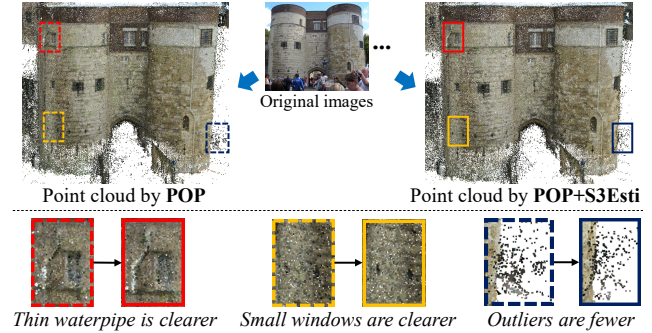 ...
Original images
Point cloud by POP
Point cloud by POP+S3Esti
Thin waterpipe is clearer
Small windows are clearer
Outliers are fewer